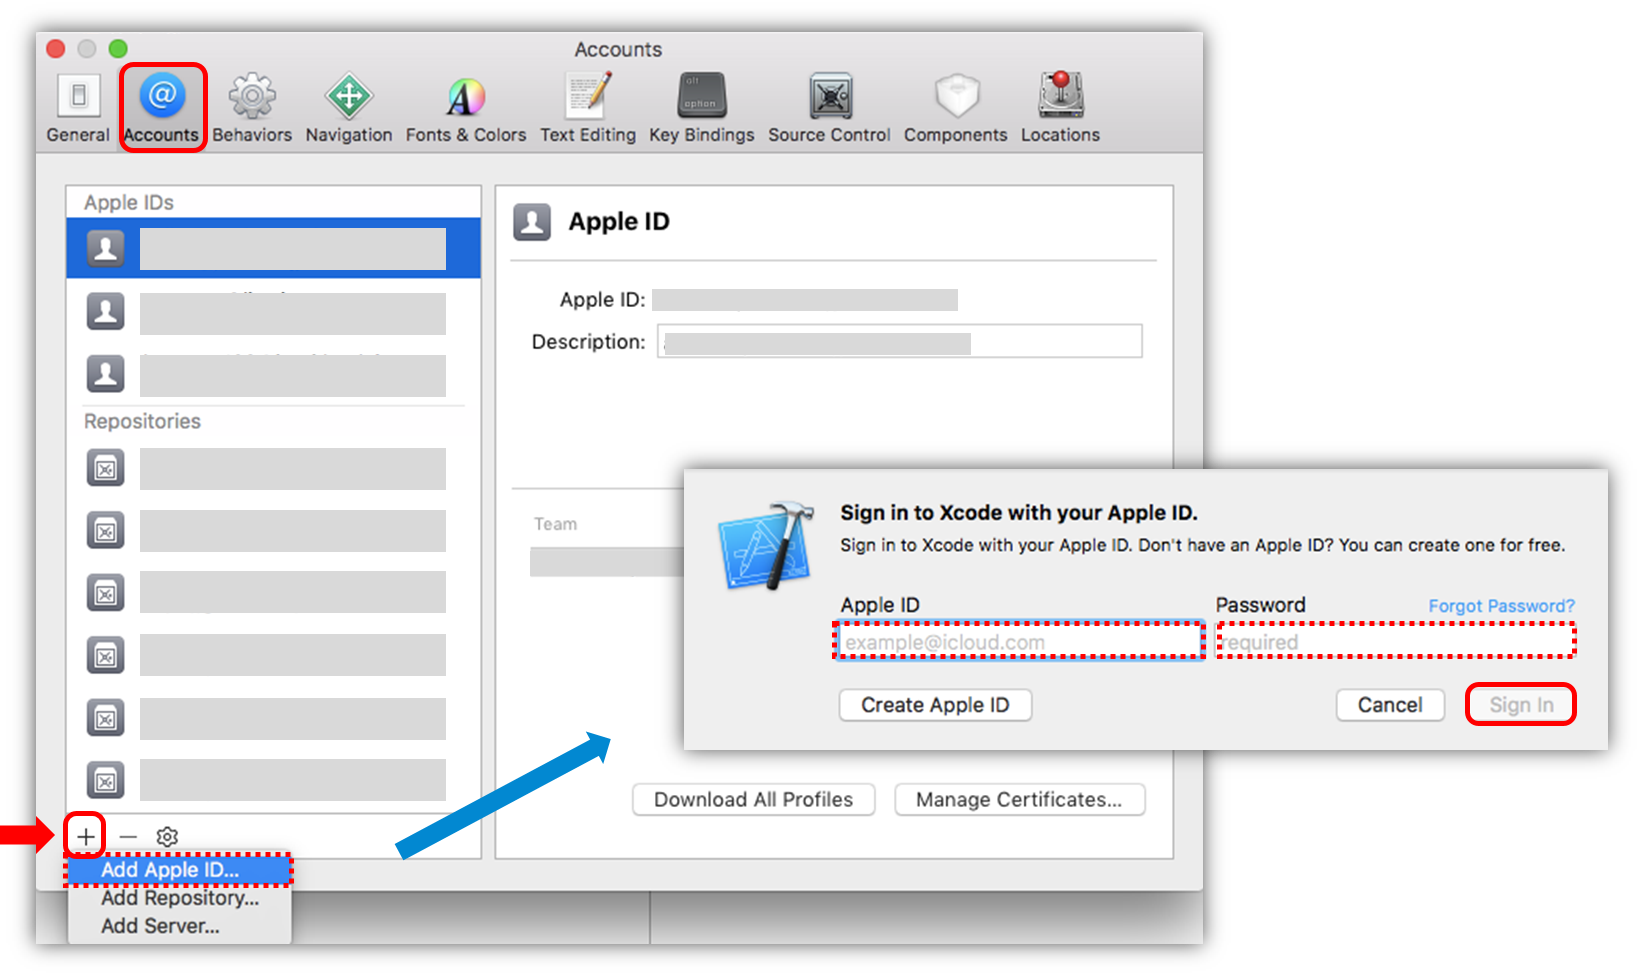 Accounts
General
Accounts
Behaviors
Navigation
Fonts & Colors
Text Editing
alt
option
Key Bindings
Source Control
Components
Locations
Apple IDs
Repositories
Apple ID
Apple ID:
Description:
Team
Download All Profiles
Manage Certificates...
Add Apple ID...
Add Repository...
Add Server...
Sign in to Xcode with your Apple ID.
Sign in to Xcode with your Apple ID. Don't have an Apple ID? You can create one for free.
Apple ID
Password
Forgot Password?
example@icloud.com
required
Create Apple ID
Cancel
Sign In